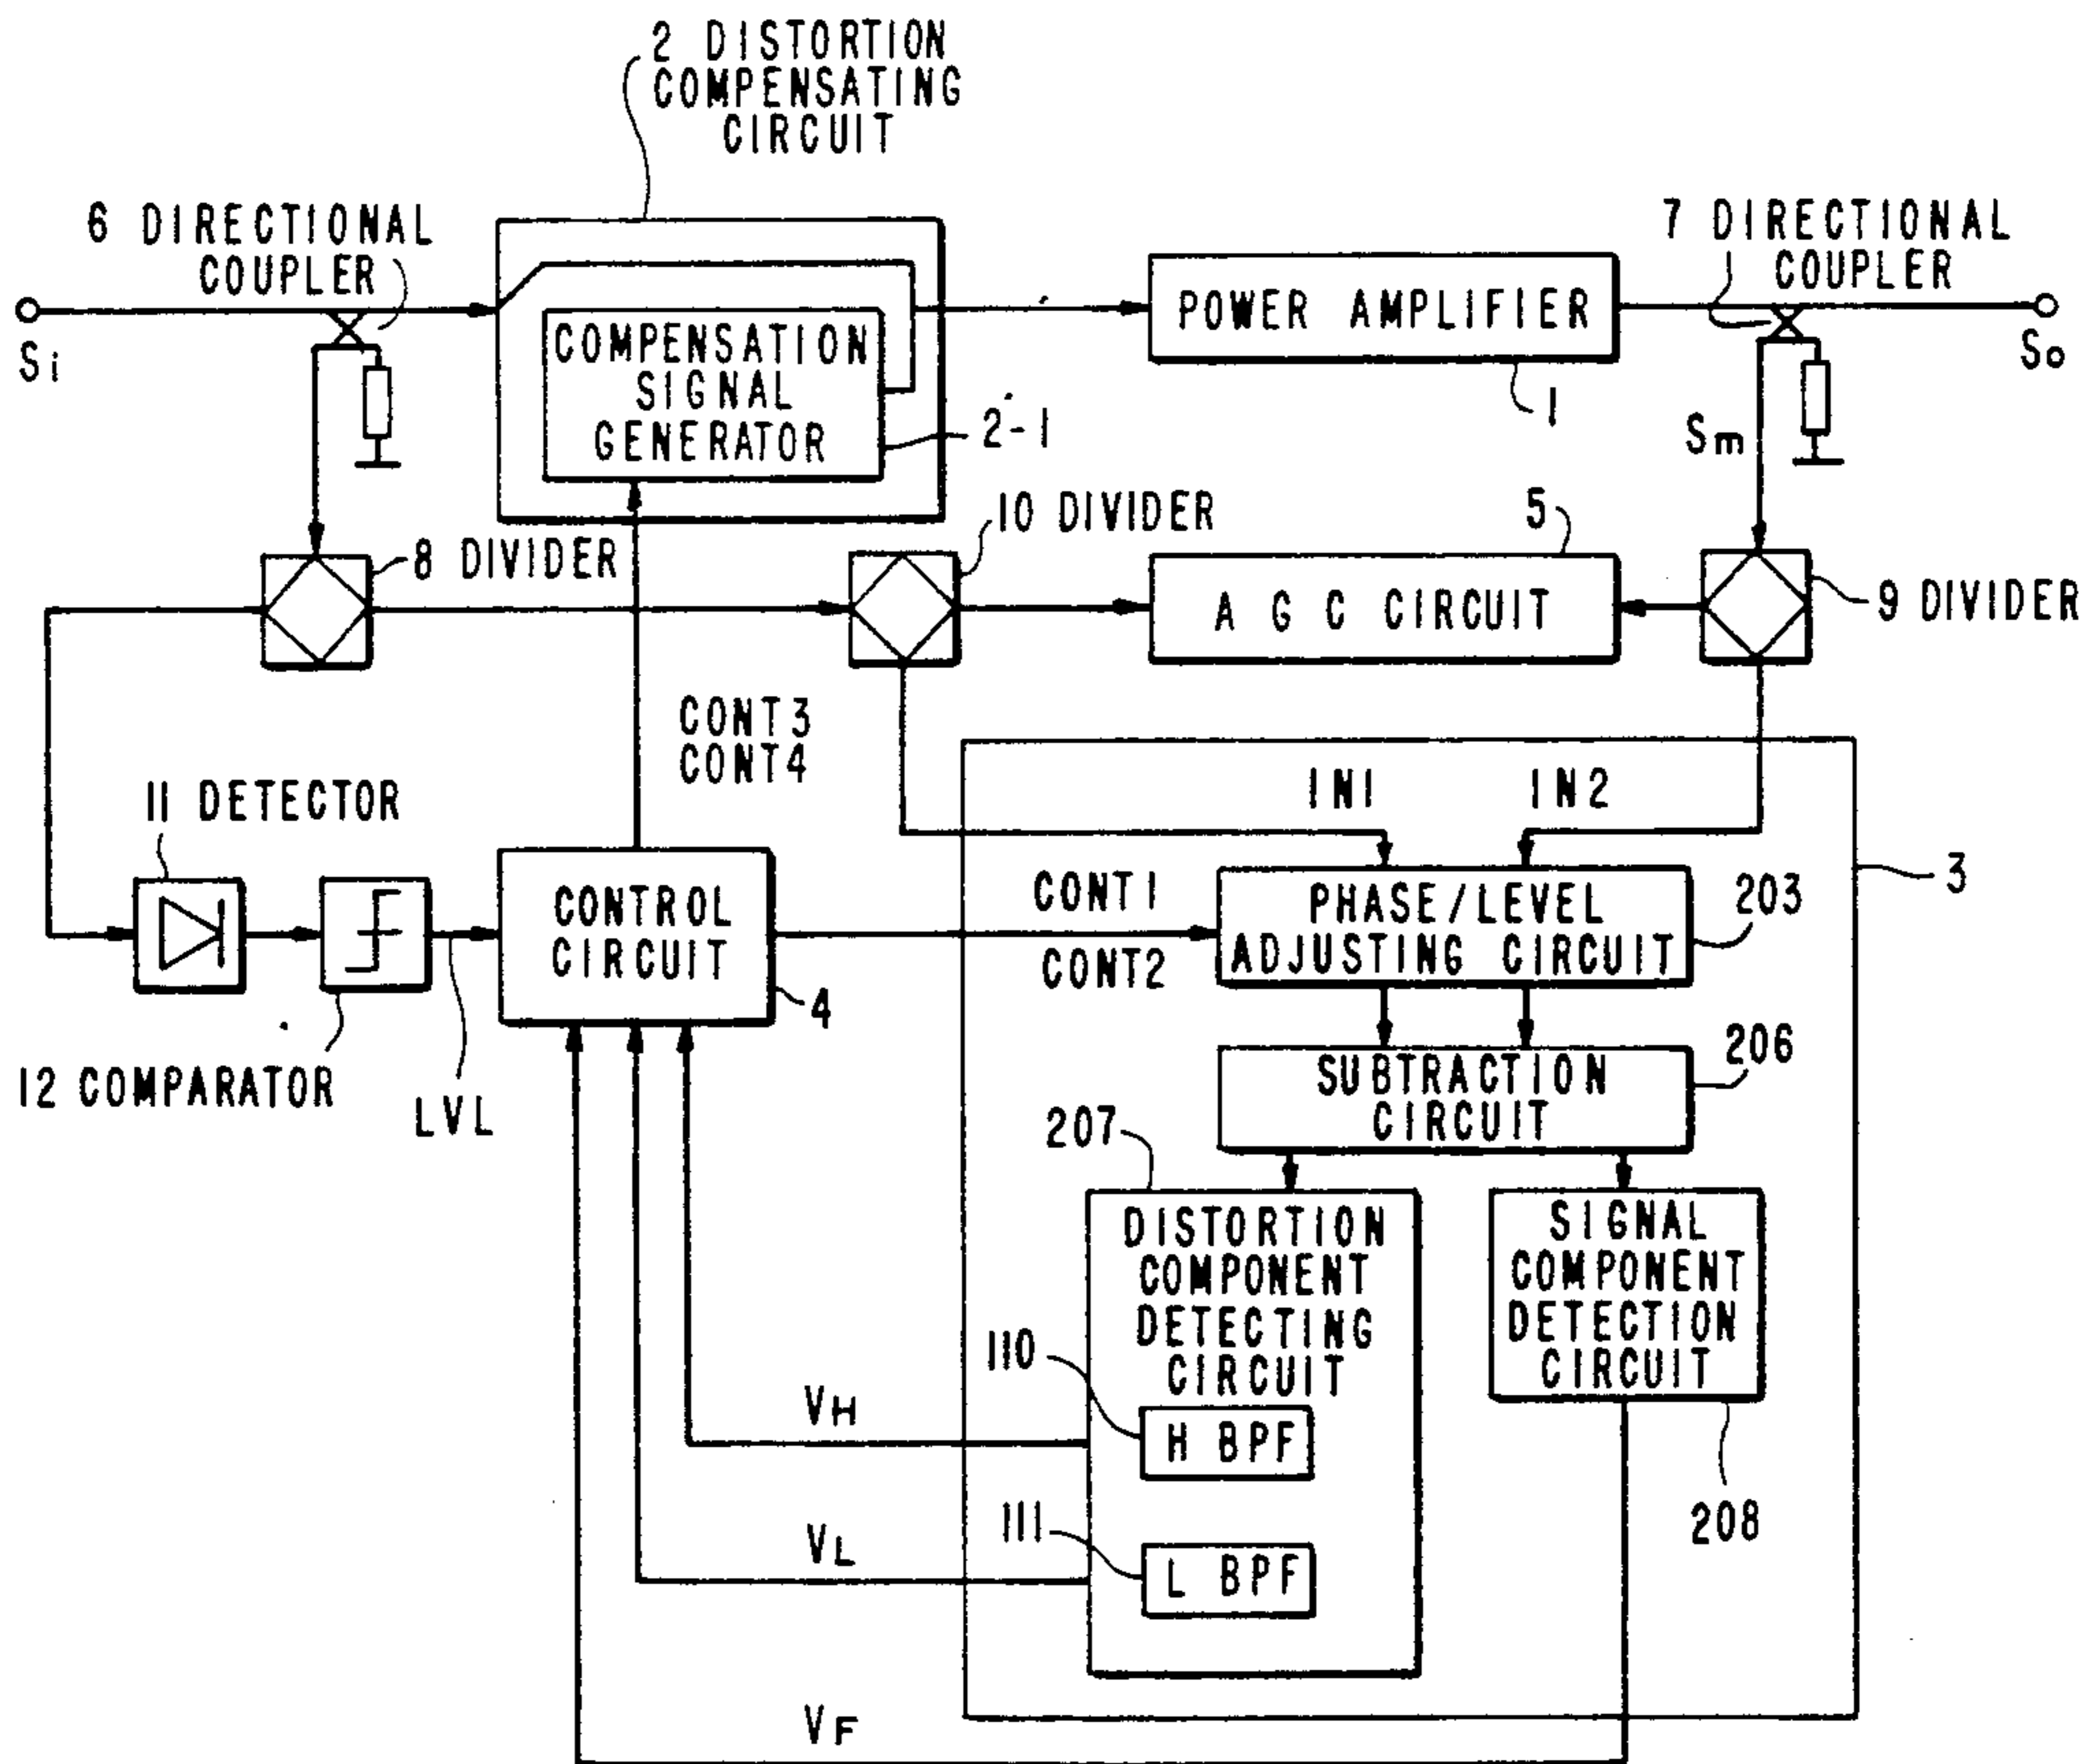 2 DISTORTION
COMPENSATING
CIRCUIT
6 DIRECTIONAL
COUPLER
7 DIRECTIONAL
COUPLER
Si
COMPENSATION
SIGNAL
GENERATOR
2-1
POWER AMPLIFIER
1
So
Sm
8 DIVIDER
10 DIVIDER
5
A G C CIRCUIT
9 DIVIDER
CONT3
CONT4
IN1
IN2
3
11 DETECTOR
12 COMPARATOR
LVL
CONTROL
CIRCUIT
4
CONT1
CONT2
PHASE/LEVEL
ADJUSTING CIRCUIT
203
SUBTRACTION
CIRCUIT
206
207
DISTORTION
COMPONENT
DETECTING
CIRCUIT
SIGNAL
COMPONENT
DETECTION
CIRCUIT
208
110
H BPF
111
L BPF
VH
VL
VF